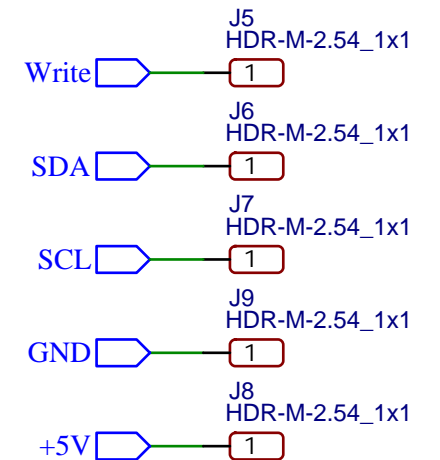 J5
HDR-M-2.54_1x1
Write 1
J6
HDR-M-2.54_1x1
SDA 1
J7
HDR-M-2.54_1x1
SCL 1
J9
HDR-M-2.54_1x1
GND 1
J8
HDR-M-2.54_1x1
+5V 1